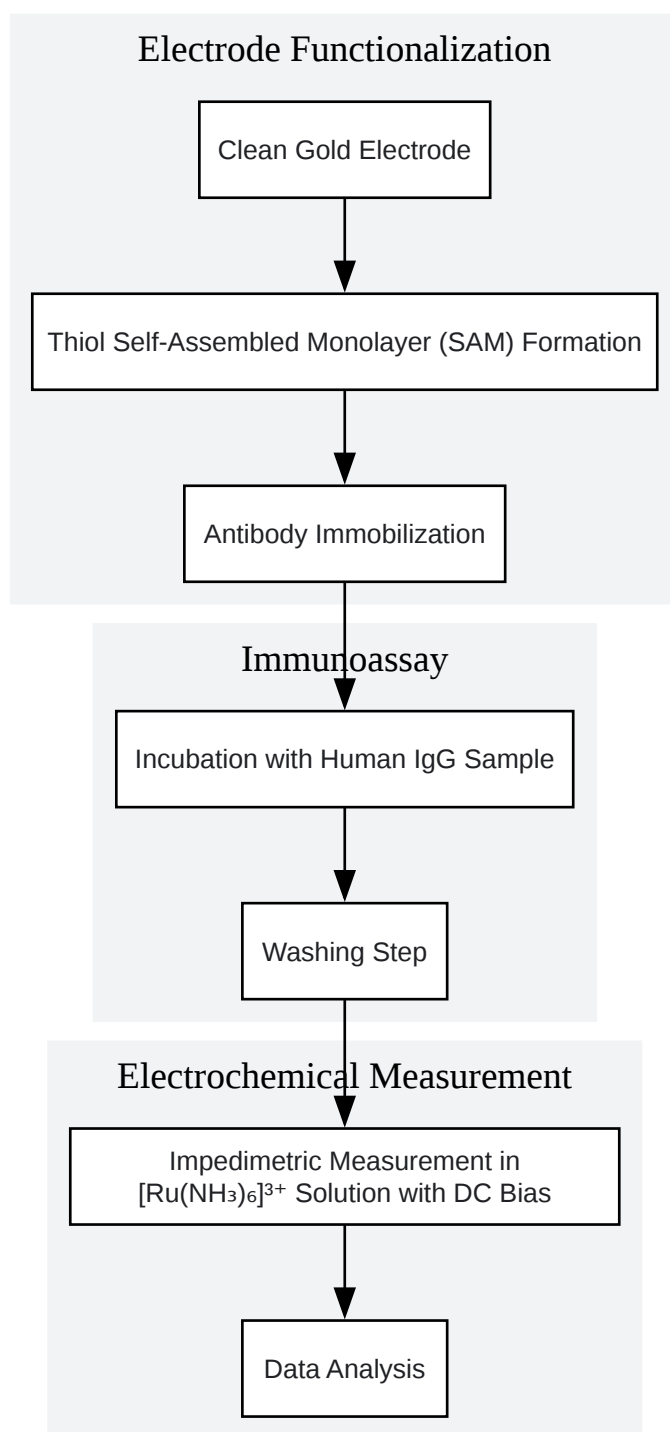 Electrode Functionalization
Clean Gold Electrode
Thiol Self-Assembled Monolayer (SAM) Formation
Antibody Immobilization
Immunoassay
Incubation with Human IgG Sample
Washing Step
Electrochemical Measurement
Impedimetric Measurement in
[Ru(NH₃)₆]³⁺ Solution with DC Bias
Data Analysis